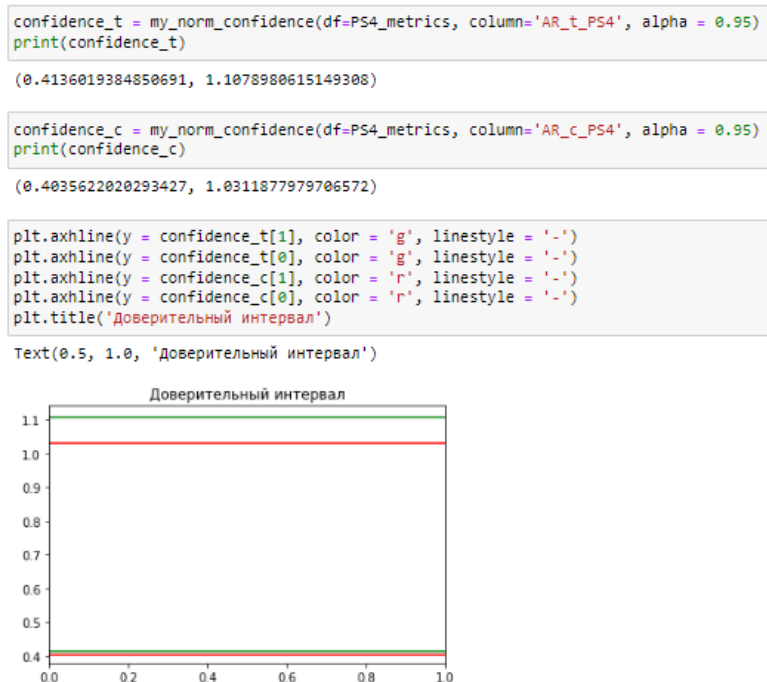 confidence_t = my_norm_confidence(df=PS4_metrics, column='AR_t_PS4', alpha = 0.95)
print(confidence_t)
(0.4136019384850691, 1.1078980615149308)
confidence_c = my_norm_confidence(df=PS4_metrics, column='AR_c_PS4', alpha = 0.95)
print(confidence_c)
(0.4035622020293427, 1.0311877979706572)
plt.axhline(y = confidence_t[1], color = 'g', linestyle = '-')
plt.axhline(y = confidence_t[0], color = 'g', linestyle = '-')
plt.axhline(y = confidence_c[1], color = 'r', linestyle = '-')
plt.axhline(y = confidence_c[0], color = 'r', linestyle = '-')
plt.title('Доверительный интервал')
Text(0.5, 1.0, 'Доверительный интервал')
Доверительный интервал
1.1
1.0
0.9
0.8
0.7
0.6
0.5
0.4
0.0 0.2 0.4 0.6 0.8 1.0